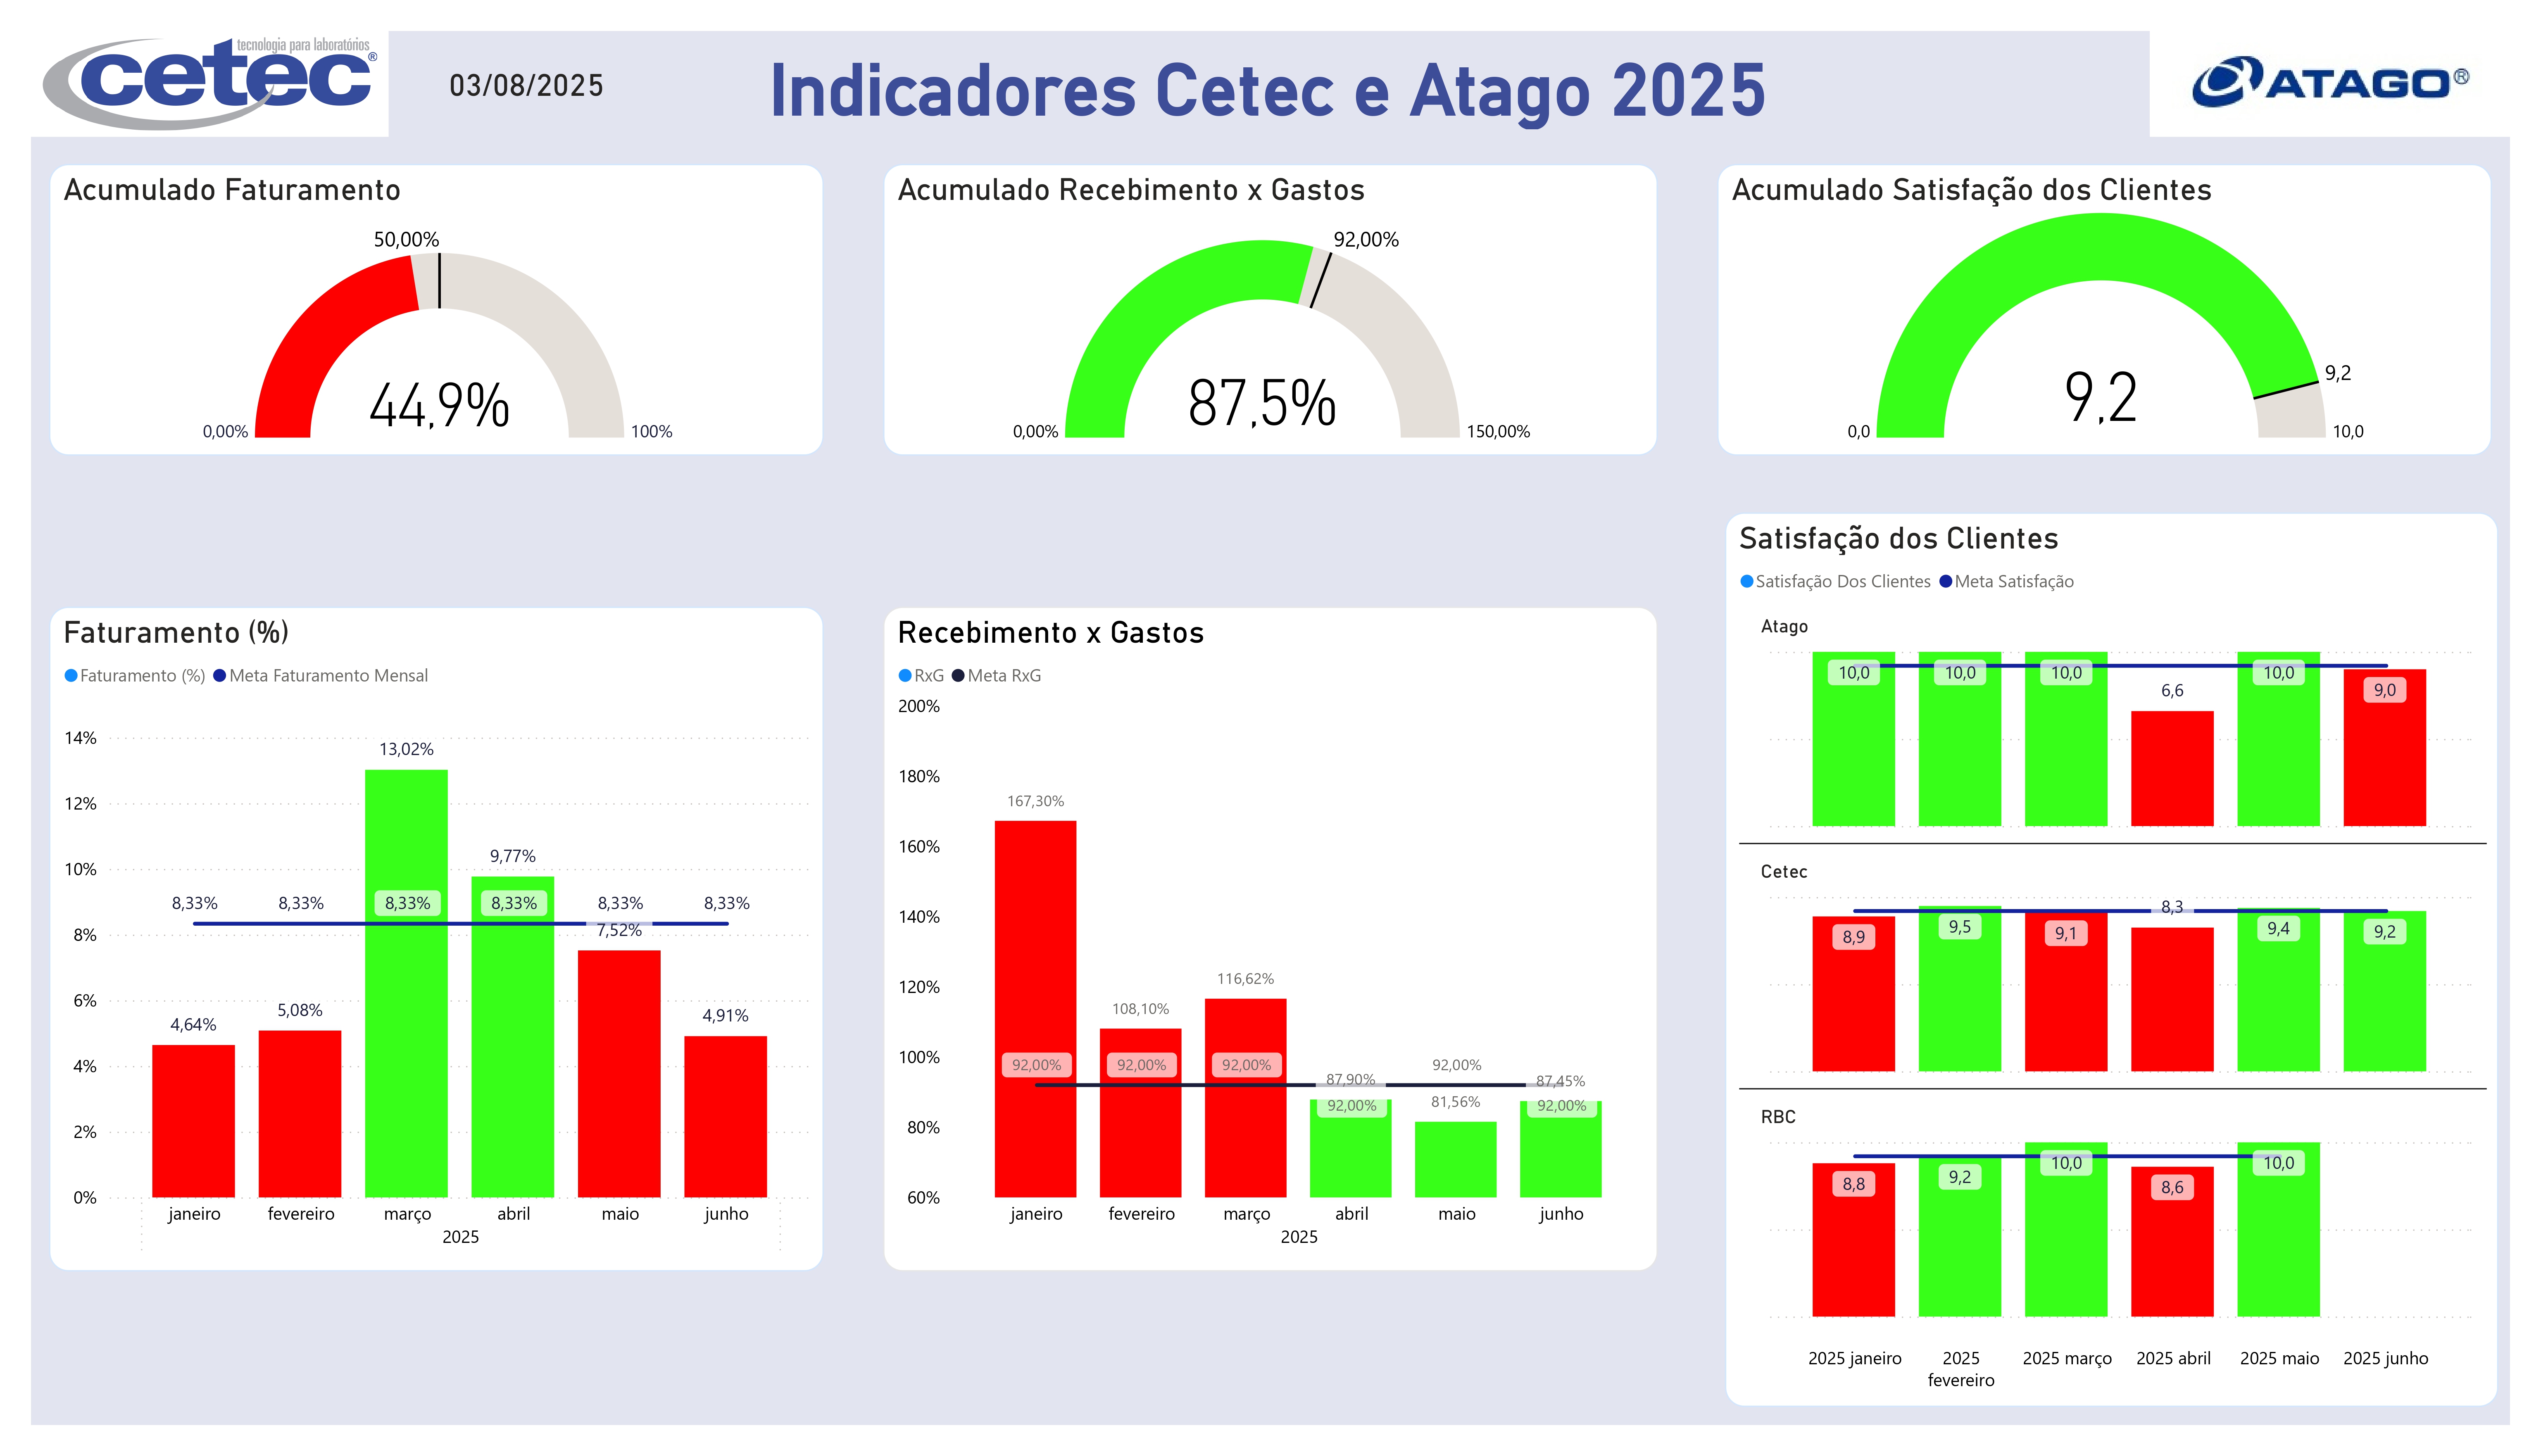 tecnologia para laboratórios
cetec®
03/08/2025
Indicadores Cetec e Atago 2025
ATAGO®
Acumulado Faturamento
50,00%
44,9%
0,00%
100%
Acumulado Recebimento x Gastos
92,00%
87,5%
0,00%
150,00%
Acumulado Satisfação dos Clientes
9,2
9,2
0,0
10,0
Faturamento (%)
Faturamento (%) Meta Faturamento Mensal
14%
12%
10%
8%
6%
4%
2%
0%
13,02%
9,77%
8,33% 8,33% 8,33% 8,33% 8,33% 8,33%
7,52%
5,08%
4,64%
4,91%
janeiro fevereiro março abril maio junho
2025
Recebimento x Gastos
RxG Meta RxG
200%
180%
160%
140%
120%
100%
80%
60%
167,30%
116,62%
108,10%
92,00% 92,00% 92,00% 92,00%
87,90% 87,45%
92,00% 81,56% 92,00%
janeiro fevereiro março abril maio junho
2025
Satisfação dos Clientes
Satisfação Dos Clientes Meta Satisfação
Atago
10,0 10,0 10,0 6,6 10,0 9,0
Cetec
8,9 9,5 9,1 8,3 9,4 9,2
RBC
8,8 9,2 10,0 8,6 10,0
2025 janeiro 2025 fevereiro 2025 março 2025 abril 2025 maio 2025 junho